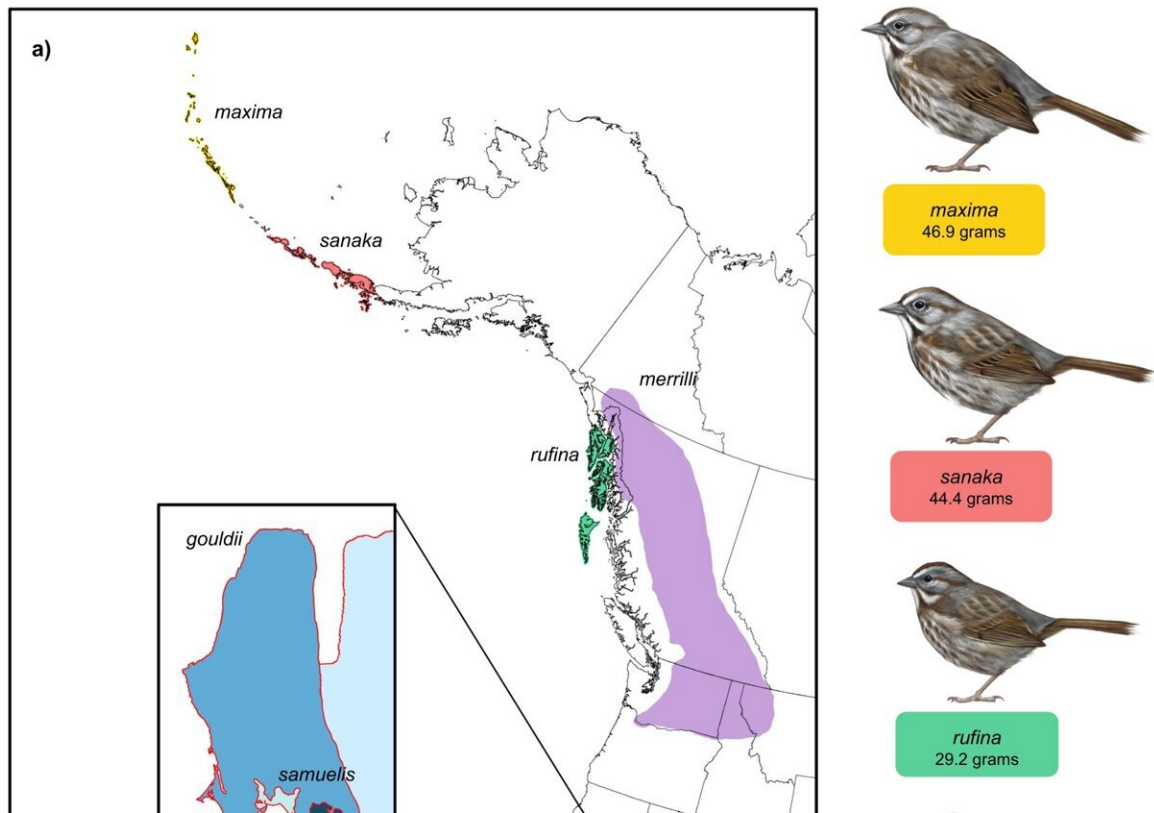 a)
maxima
sanaka
merrilli
rufina
gouldii
samuelis
maxima
46.9 grams
sanaka
44.4 grams
rufina
29.2 grams